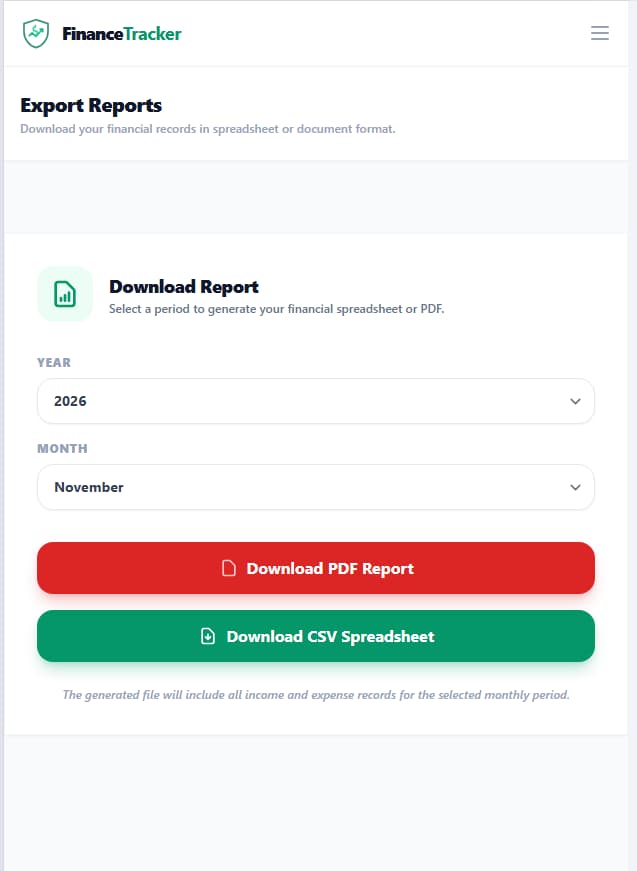 FinanceTracker
Export Reports
Download your financial records in spreadsheet or document format.
Download Report
Select a period to generate your financial spreadsheet or PDF.
YEAR
2026
MONTH
November
Download PDF Report
Download CSV Spreadsheet
The generated file will include all income and expense records for the selected monthly period.